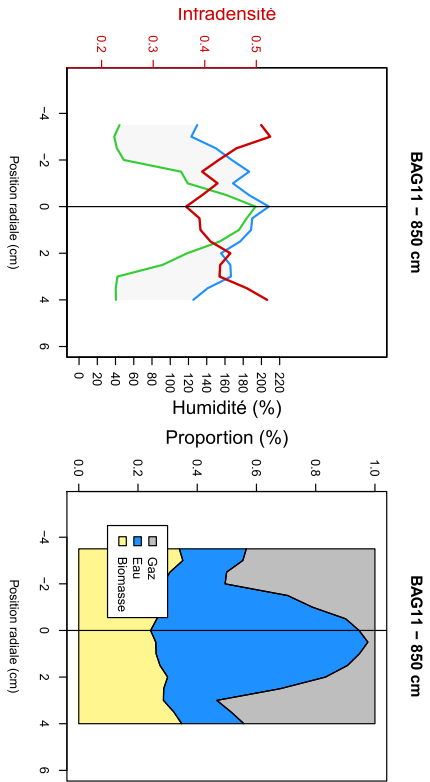 BAG11 − 850 cm
Intradensité
0.2 0.3 0.4 0.5
−4 −2 0 2 4 6
Position radiale (cm)
0 20 40 60 80 100 120 140 160 180 200 220
Humidité (%)
BAG11 − 850 cm
Proportion (%)
0.0 0.2 0.4 0.6 0.8 1.0
−4 −2 0 2 4 6
Position radiale (cm)
Gaz
Eau
Biomasse